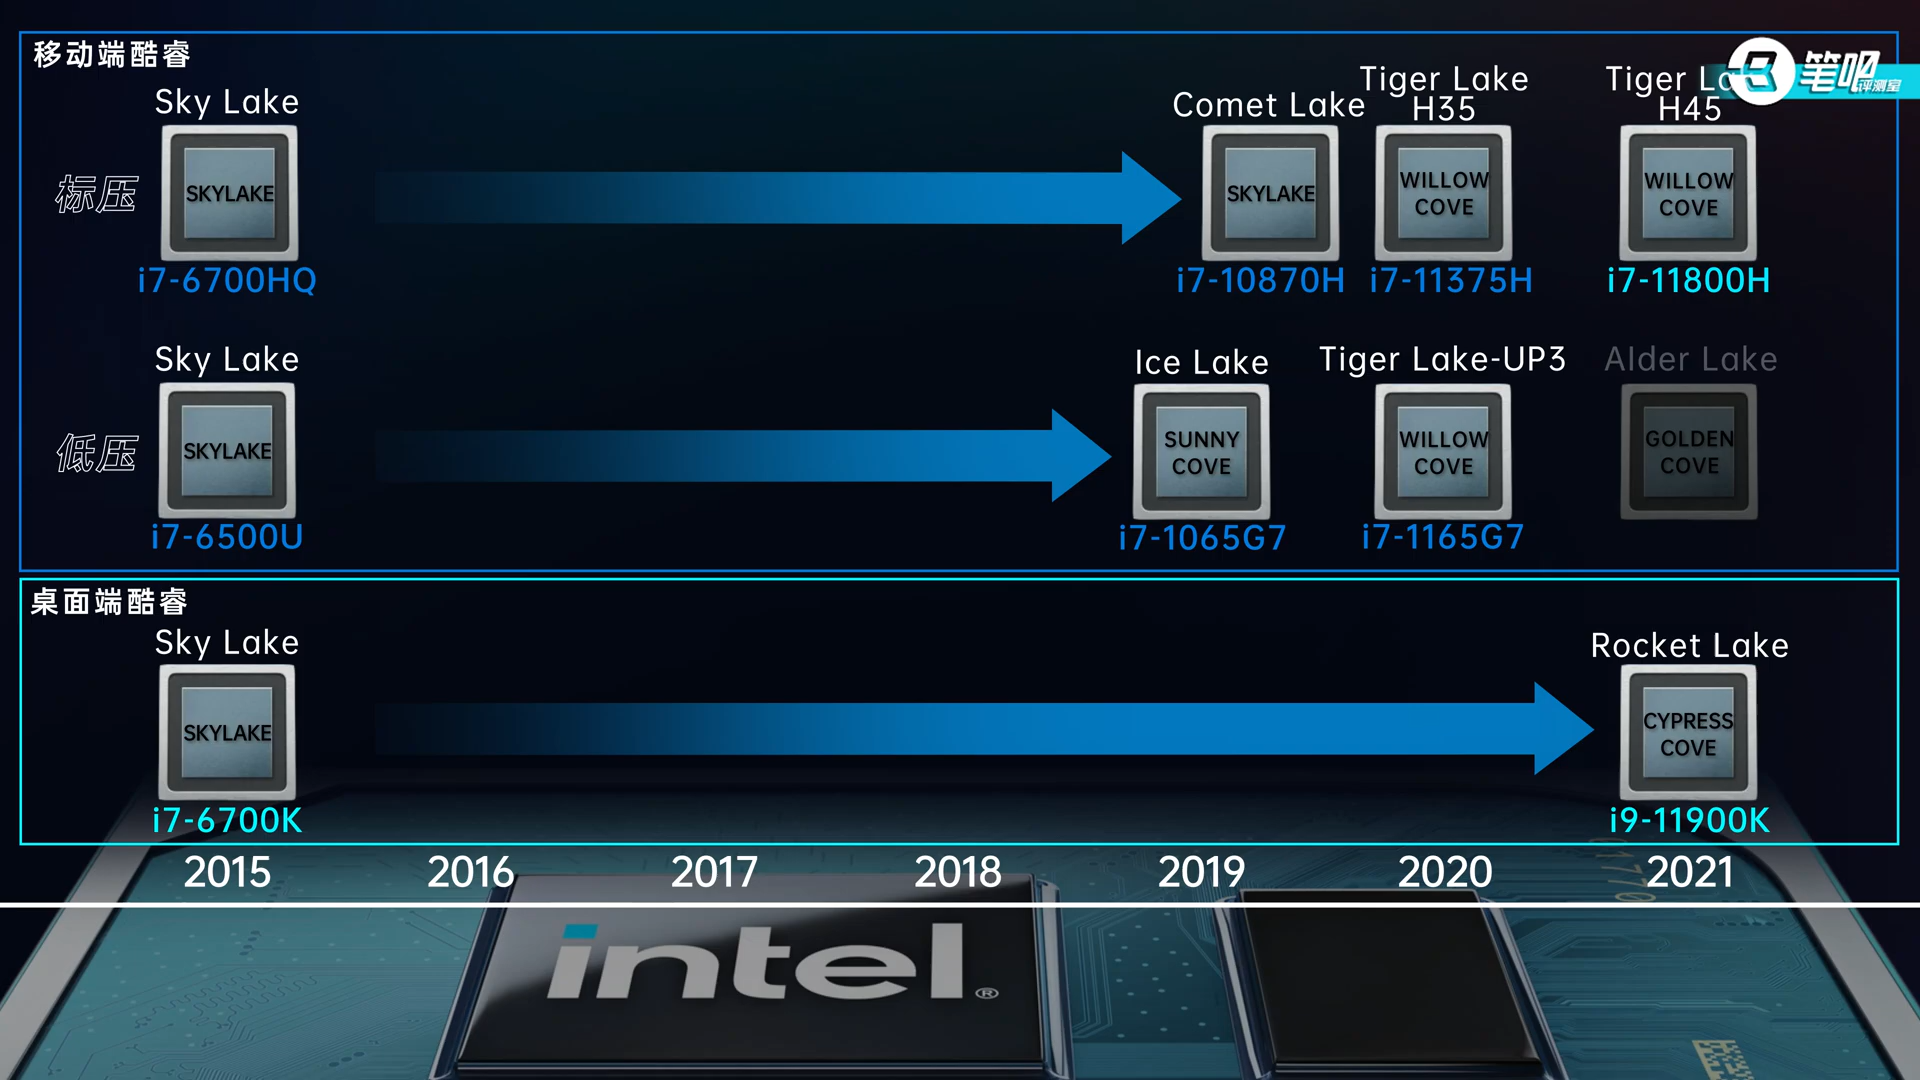 移动端酷睿
笔吧
评测室
Sky Lake
Comet Lake
Tiger Lake
H35
Tiger
H45
标压
SKYLAKE
SKYLAKE
WILLOW
COVE
WILLOW
COVE
i7-6700HQ
i7-10870H
i7-11375H
i7-11800H
Sky Lake
Ice Lake
Tiger Lake-UP3
Alder Lake
低压
SKYLAKE
SUNNY
COVE
WILLOW
COVE
GOLDEN
COVE
i7-6500U
i7-1065G7
i7-1165G7
桌面端酷睿
Sky Lake
Rocket Lake
SKYLAKE
CYPRESS
COVE
i7-6700K
i9-11900K
2015 2016 2017 2018 2019 2020 2021
intel®